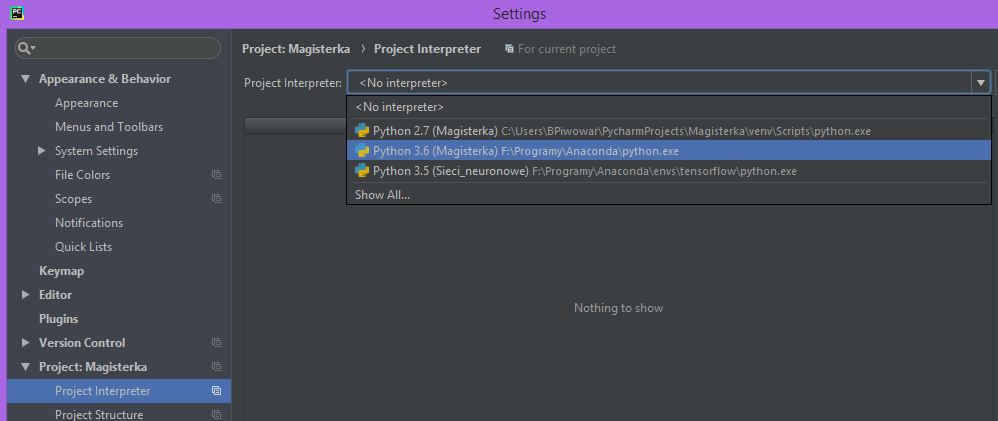 PC
Settings
Project: Magisterka › Project Interpreter For current project
Project Interpreter: <No interpreter>
<No interpreter>
Python 2.7 (Magisterka) C:\Users\BPiwowar\PycharmProjects\Magisterka\venv\Scripts\python.exe
Python 3.6 (Magisterka) F:\Programy\Anaconda\python.exe
Python 3.5 (Sieci_neuronowe) F:\Programy\Anaconda\envs\tensorflow\python.exe
Show All...
Nothing to show
Appearance & Behavior
Appearance
Menus and Toolbars
System Settings
File Colors
Scopes
Notifications
Quick Lists
Keymap
Editor
Plugins
Version Control
Project: Magisterka
Project Interpreter
Project Structure